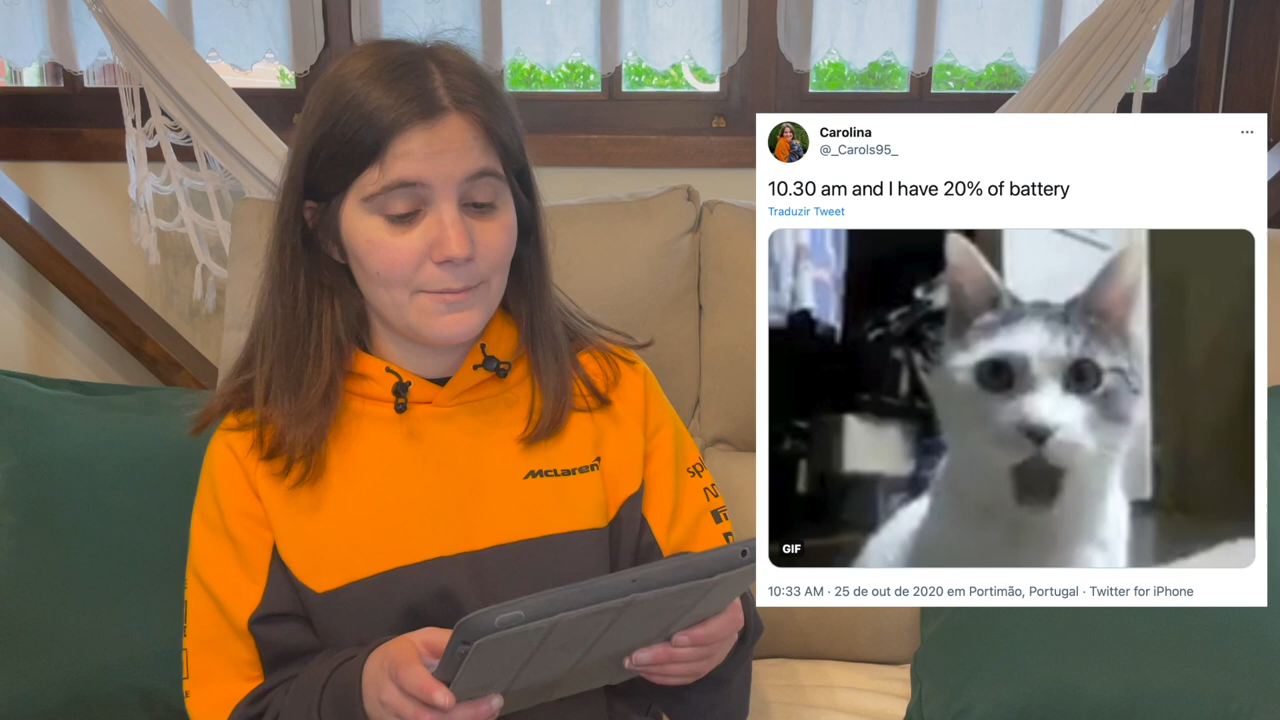 Carolina
@_Carols95_
10.30 am and I have 20% of battery
Traduzir Tweet
GIF
10:33 AM · 25 de out de 2020 em Portimão, Portugal · Twitter for iPhone
McLaren